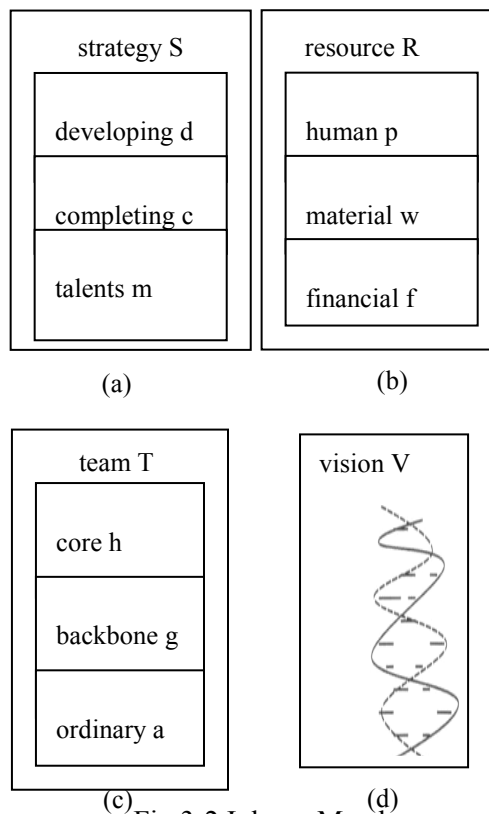 strategy S
developing d
completing c
talents m
(a)
resource R
human p
material w
financial f
(b)
team T
core h
backbone g
ordinary a
(c)
vision V
(d)